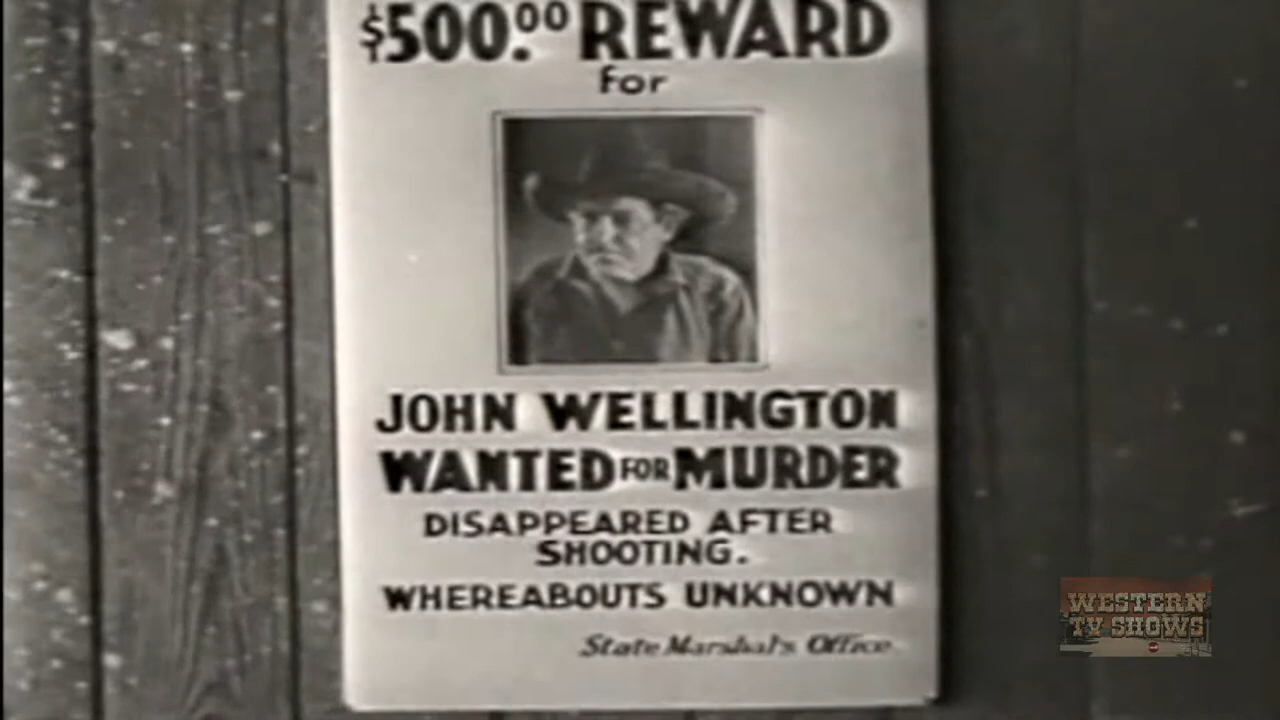 $500.00 REWARD
for
JOHN WELLINGTON
WANTED FOR MURDER
DISAPPEARED AFTER
SHOOTING.
WHEREABOUTS UNKNOWN
State Marshal's Office.
WESTERN
TV SHOWS